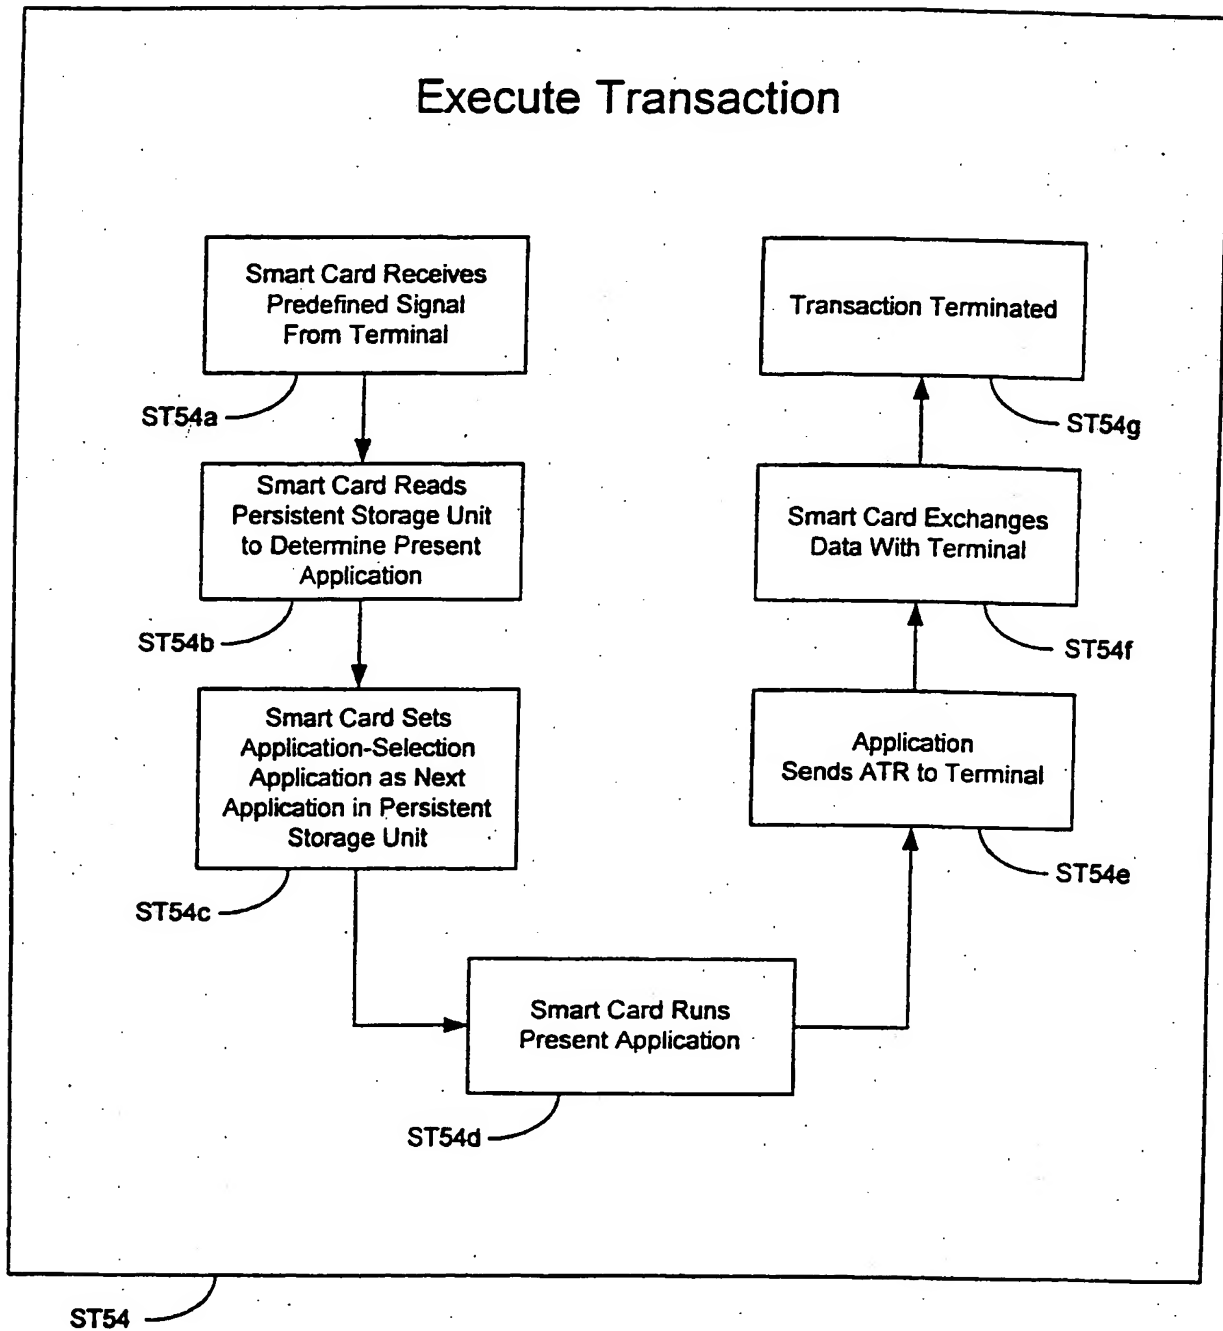 Execute Transaction
Smart Card Receives
Predefined Signal
From Terminal
ST54a
Smart Card Reads
Persistent Storage Unit
to Determine Present
Application
ST54b
Smart Card Sets
Application-Selection
Application as Next
Application in Persistent
Storage Unit
ST54c
Smart Card Runs
Present Application
ST54d
Application
Sends ATR to Terminal
ST54e
Smart Card Exchanges
Data With Terminal
ST54f
Transaction Terminated
ST54g
ST54